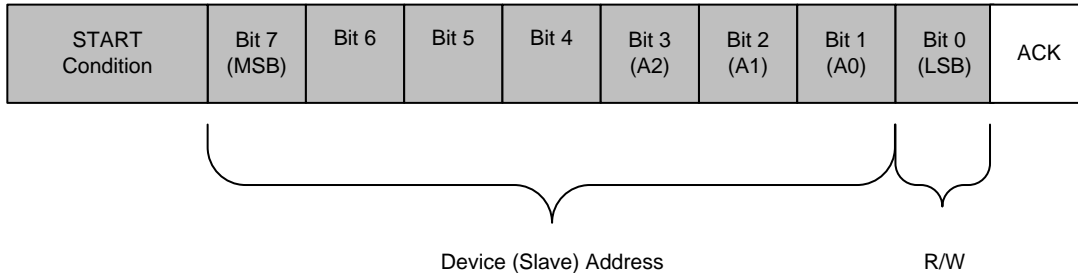 START
Condition
Bit 7
(MSB)
Bit 6
Bit 5
Bit 4
Bit 3
(A2)
Bit 2
(A1)
Bit 1
(A0)
Bit 0
(LSB)
ACK
Device (Slave) Address
R/W